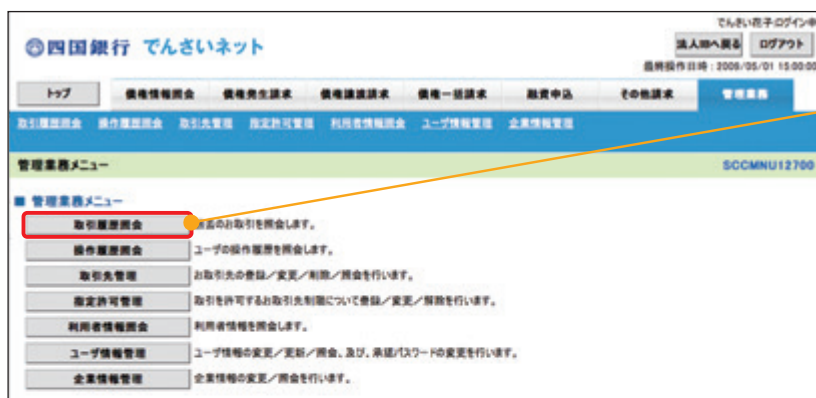 でんさい花子:ログイン中
四国銀行 でんさいネット
法人IBへ戻る ログアウト
最終操作日時：2009/05/01 15:00:00
トップ 債権情報照会 債権発生請求 債権譲渡請求 債権一括請求 融資申込 その他請求 管理業務
取引履歴照会 操作履歴照会 取引先管理 指定許可管理 利用者情報照会 ユーザ情報管理 企業情報管理
管理業務メニュー SCCMNU12700
■ 管理業務メニュー
取引履歴照会 過去のお取引を照会します。
操作履歴照会 ユーザの操作履歴を照会します。
取引先管理 お取引先の登録／変更／削除／照会を行います。
指定許可管理 取引を許可するお取引先制限について登録／変更／解除を行います。
利用者情報照会 利用者情報を照会します。
ユーザ情報管理 ユーザ情報の変更／更新／照会、及び、承認パスワードの変更を行います。
企業情報管理 企業情報の変更／照会を行います。